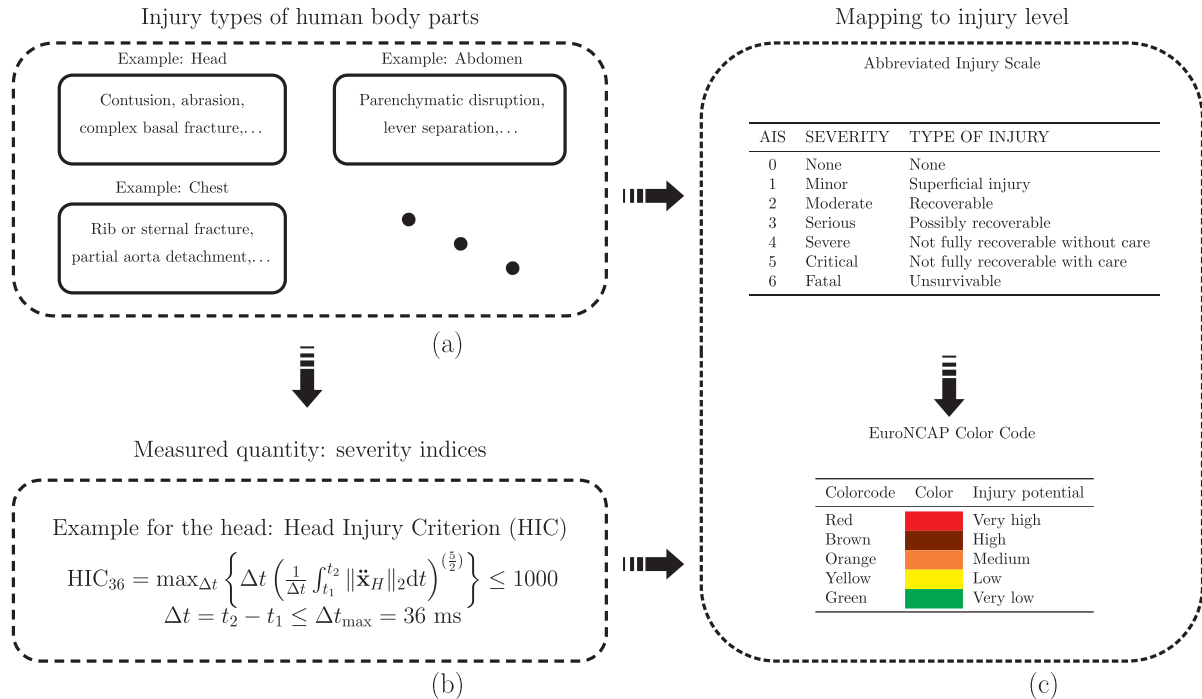 Injury types of human body parts
Example: Head
Contusion, abrasion,
complex basal fracture,...
Example: Abdomen
Parenchymatic disruption,
lever separation,...
Example: Chest
Rib or sternal fracture,
partial aorta detachment,...
(a)
Measured quantity: severity indices
Example for the head: Head Injury Criterion (HIC)
HIC₃₆ = max_Δt { Δt ( 1/Δt ∫_t₁^t₂ ‖ẍ_H‖₂dt )^(5/2) } ≤ 1000
Δt = t₂ − t₁ ≤ Δt_max = 36 ms
(b)
Mapping to injury level
Abbreviated Injury Scale
AIS SEVERITY TYPE OF INJURY
0 None None
1 Minor Superficial injury
2 Moderate Recoverable
3 Serious Possibly recoverable
4 Severe Not fully recoverable without care
5 Critical Not fully recoverable with care
6 Fatal Unsurvivable
EuroNCAP Color Code
Colorcode Color Injury potential
Red Very high
Brown High
Orange Medium
Yellow Low
Green Very low
(c)